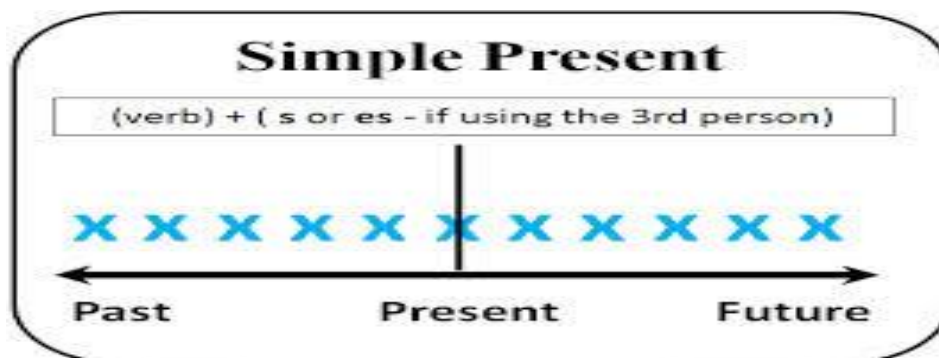 Simple Present
(verb) + ( s or es - if using the 3rd person)
x x x x x x x x x x x
Past Present Future